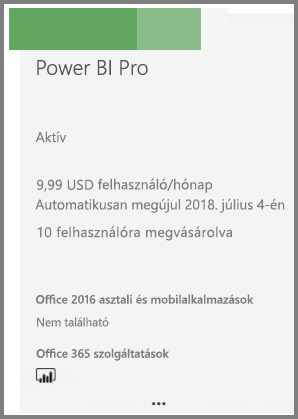 Power BI Pro
Aktív
9,99 USD felhasználó/hónap
Automatikusan megújul 2018. július 4-én
10 felhasználóra megvásárolva
Office 2016 asztali és mobilalkalmazások
Nem található
Office 365 szolgáltatások